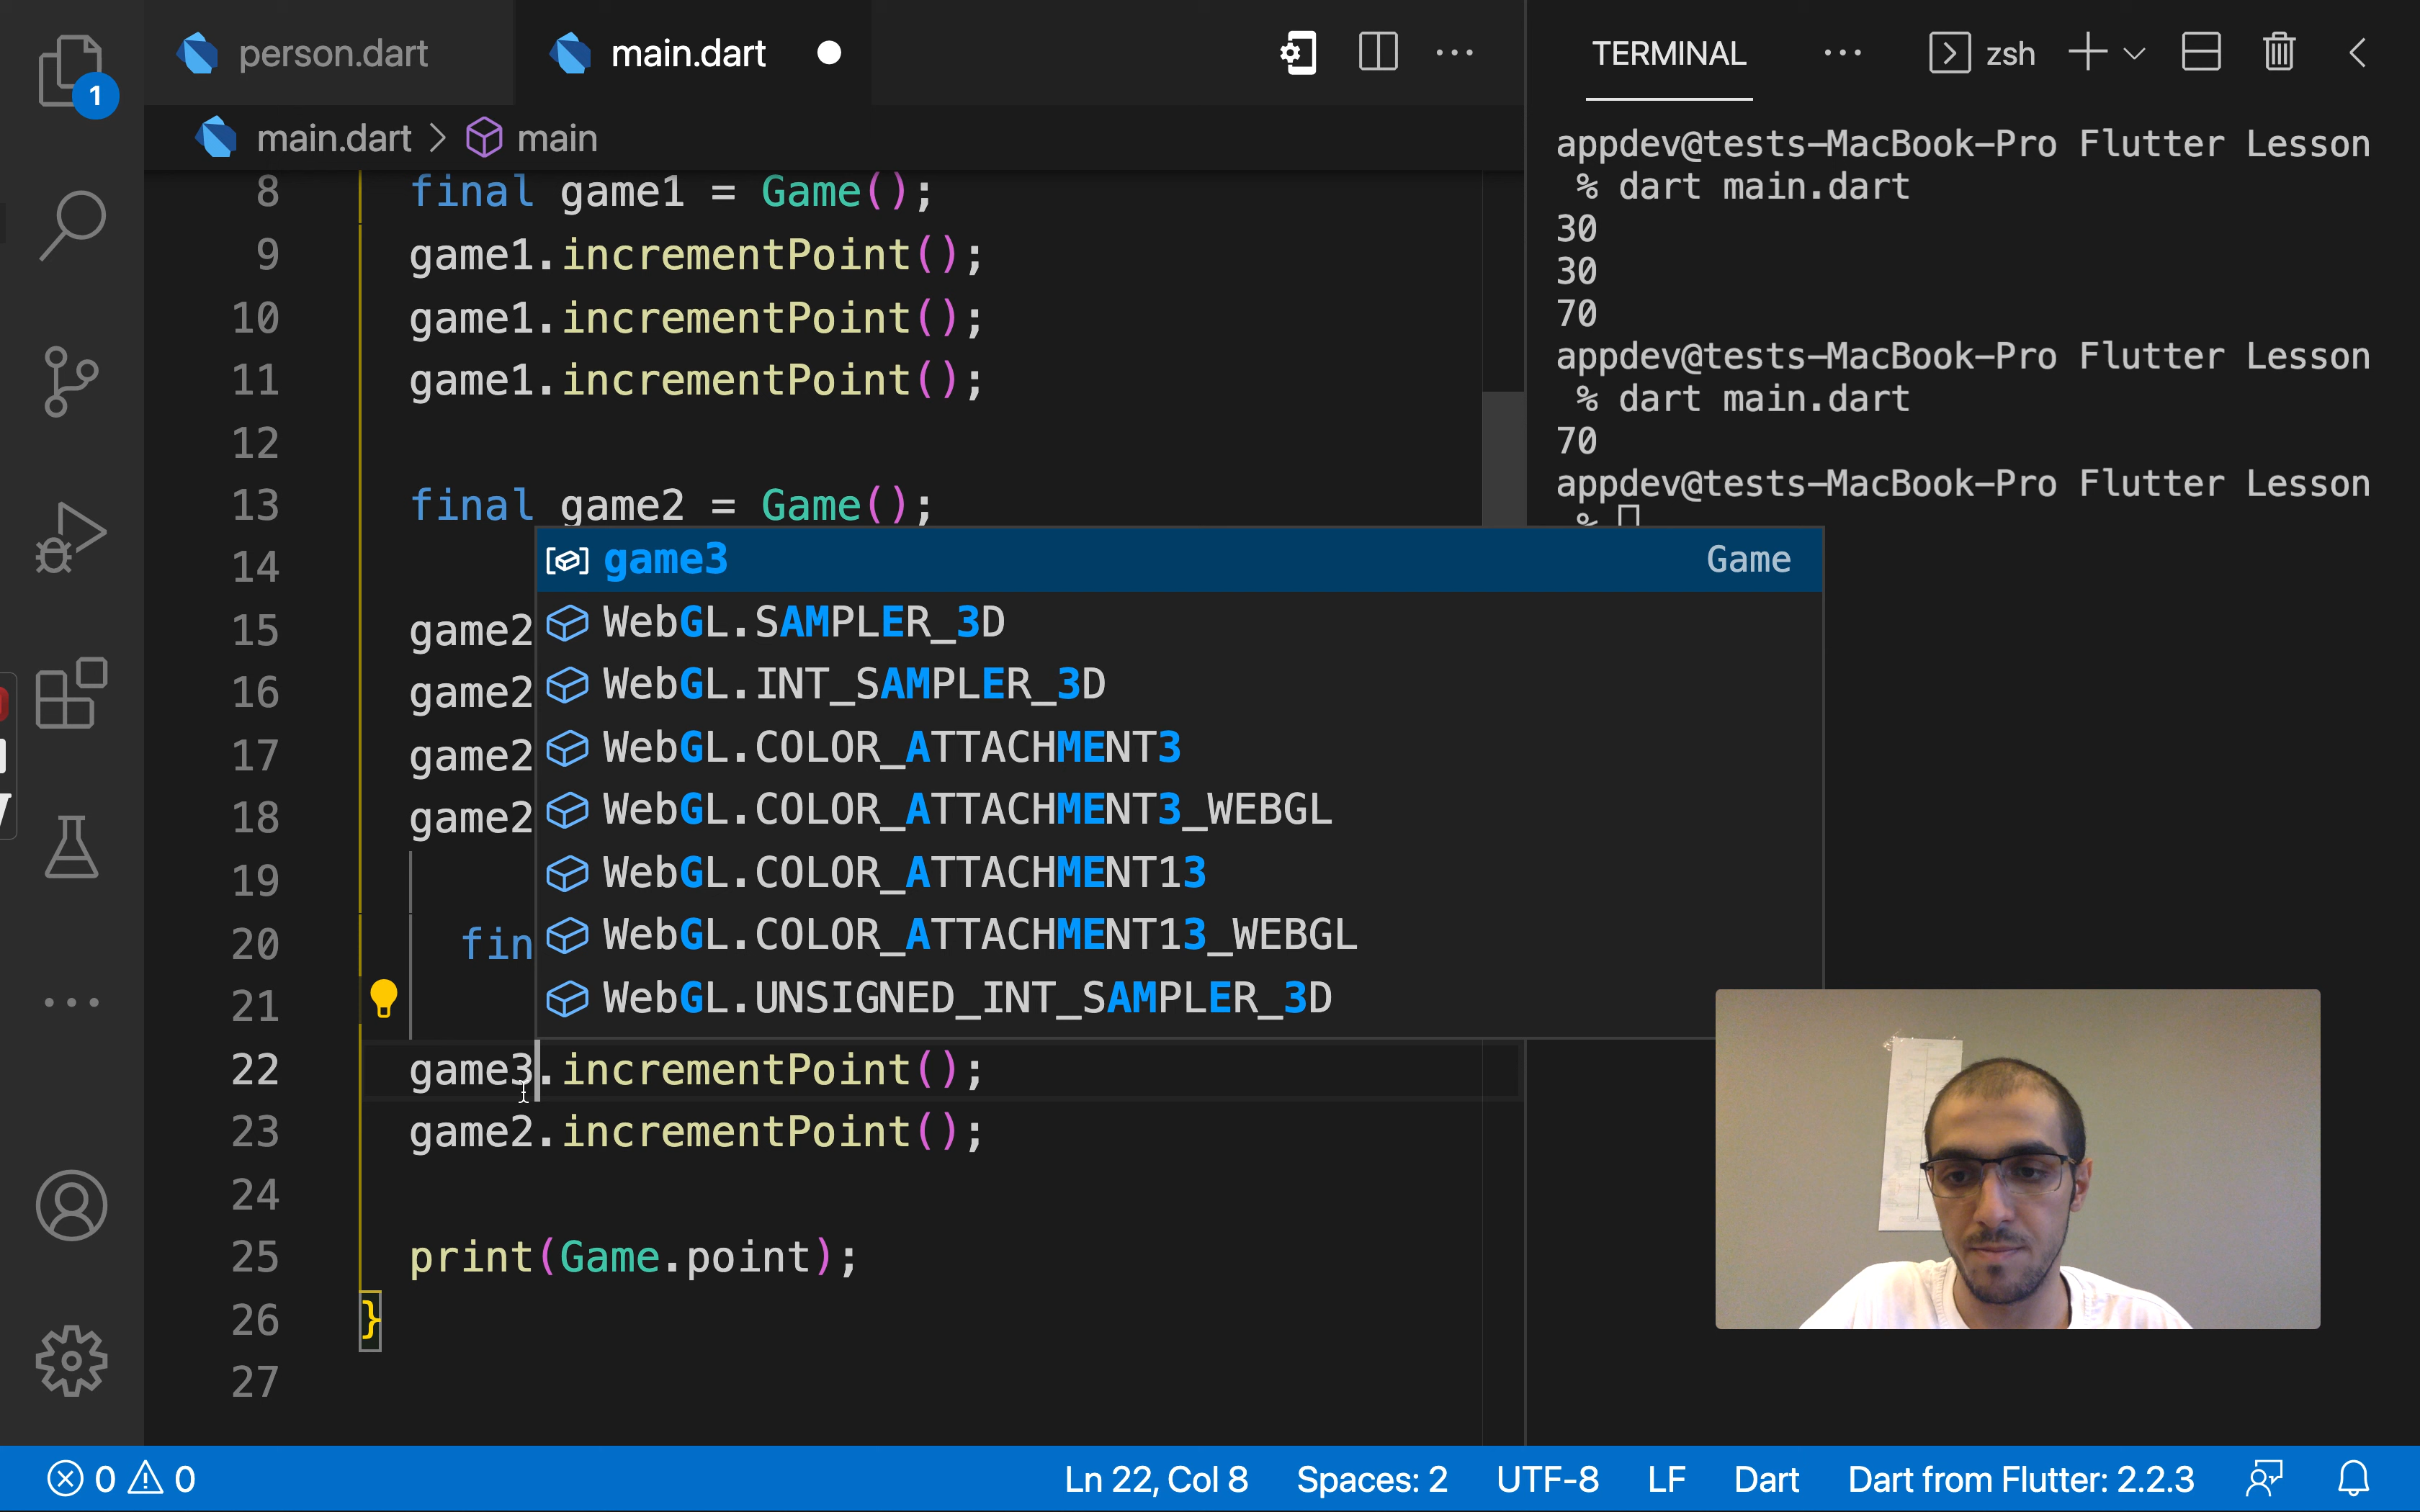 1
person.dart
main.dart
main.dart > main
8 final game1 = Game();
9 game1.incrementPoint();
10 game1.incrementPoint();
11 game1.incrementPoint();
12
13 final game2 = Game();
14
15 game2
16 game2
17 game2
18 game2
19
20 fin
21
22 game3.incrementPoint();
23 game2.incrementPoint();
24
25 print(Game.point);
26 }
27
game3 Game
WebGL.SAMPLER_3D
WebGL.INT_SAMPLER_3D
WebGL.COLOR_ATTACHMENT3
WebGL.COLOR_ATTACHMENT3_WEBGL
WebGL.COLOR_ATTACHMENT13
WebGL.COLOR_ATTACHMENT13_WEBGL
WebGL.UNSIGNED_INT_SAMPLER_3D
TERMINAL ... zsh
appdev@tests-MacBook-Pro Flutter Lesson
% dart main.dart
30
30
70
appdev@tests-MacBook-Pro Flutter Lesson
% dart main.dart
70
appdev@tests-MacBook-Pro Flutter Lesson
%
0 0 Ln 22, Col 8 Spaces: 2 UTF-8 LF Dart Dart from Flutter: 2.2.3